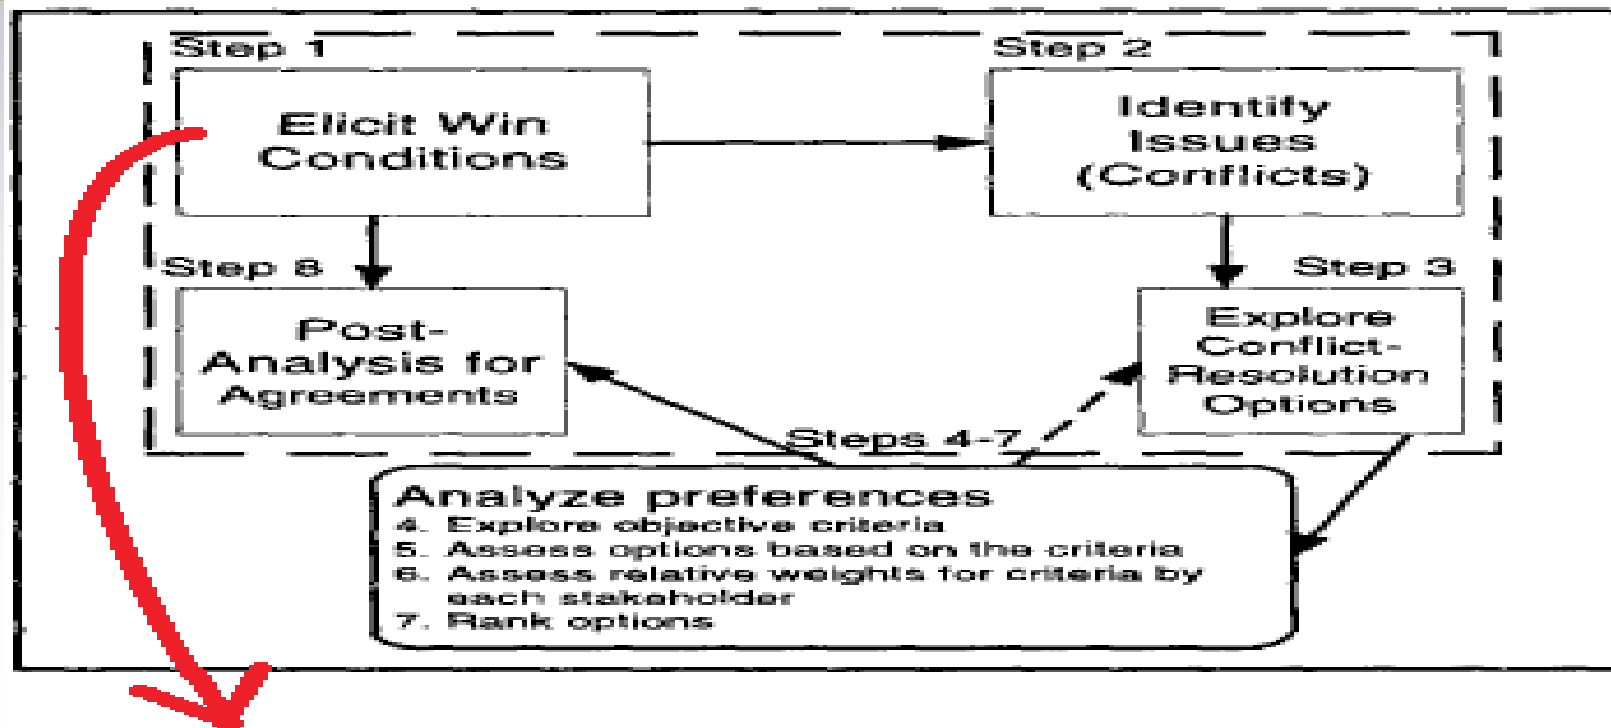 Step 1
Step 2
Elicit Win
Conditions
Identify
Issues
(Conflicts)
Step 8
Step 3
Post-
Analysis for
Agreements
Explore
Conflict-
Resolution
Options
Steps 4-7
Analyze preferences
4. Explore objective criteria
5. Assess options based on the criteria
6. Assess relative weights for criteria by
each stakeholder
7. Rank options